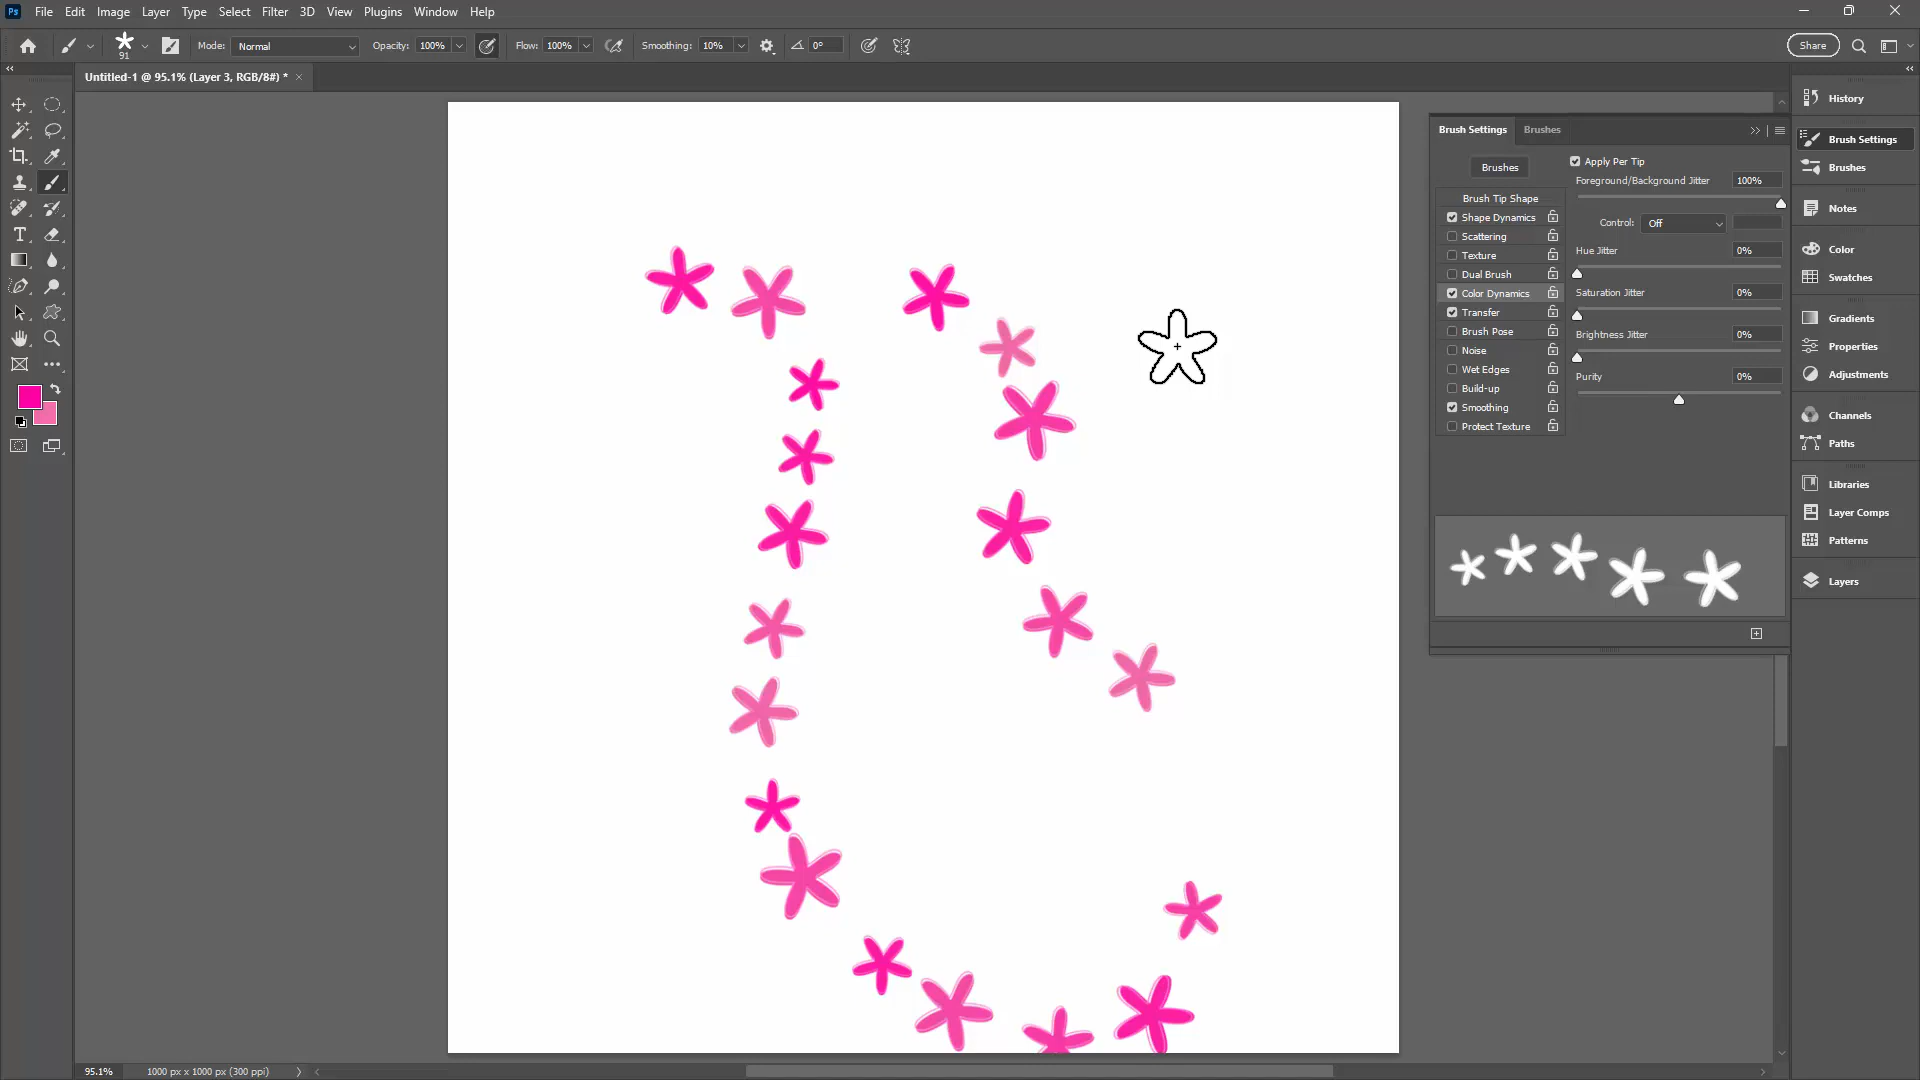 Ps File Edit Image Layer Type Select Filter 3D View Plugins Window Help
91 Mode: Normal Opacity: 100% Flow: 100% Smoothing: 10% 0° Share
Untitled-1 @ 95.1% (Layer 3, RGB/8#) *
Brush Settings Brushes
Brushes
Brush Tip Shape
Shape Dynamics
Scattering
Texture
Dual Brush
Color Dynamics
Transfer
Brush Pose
Noise
Wet Edges
Build-up
Smoothing
Protect Texture
Apply Per Tip
Foreground/Background Jitter 100%
Control: Off
Hue Jitter 0%
Saturation Jitter 0%
Brightness Jitter 0%
Purity 0%
History
Brush Settings
Brushes
Notes
Color
Swatches
Gradients
Properties
Adjustments
Channels
Paths
Libraries
Layer Comps
Patterns
Layers
95.1% 1000 px x 1000 px (300 ppi)